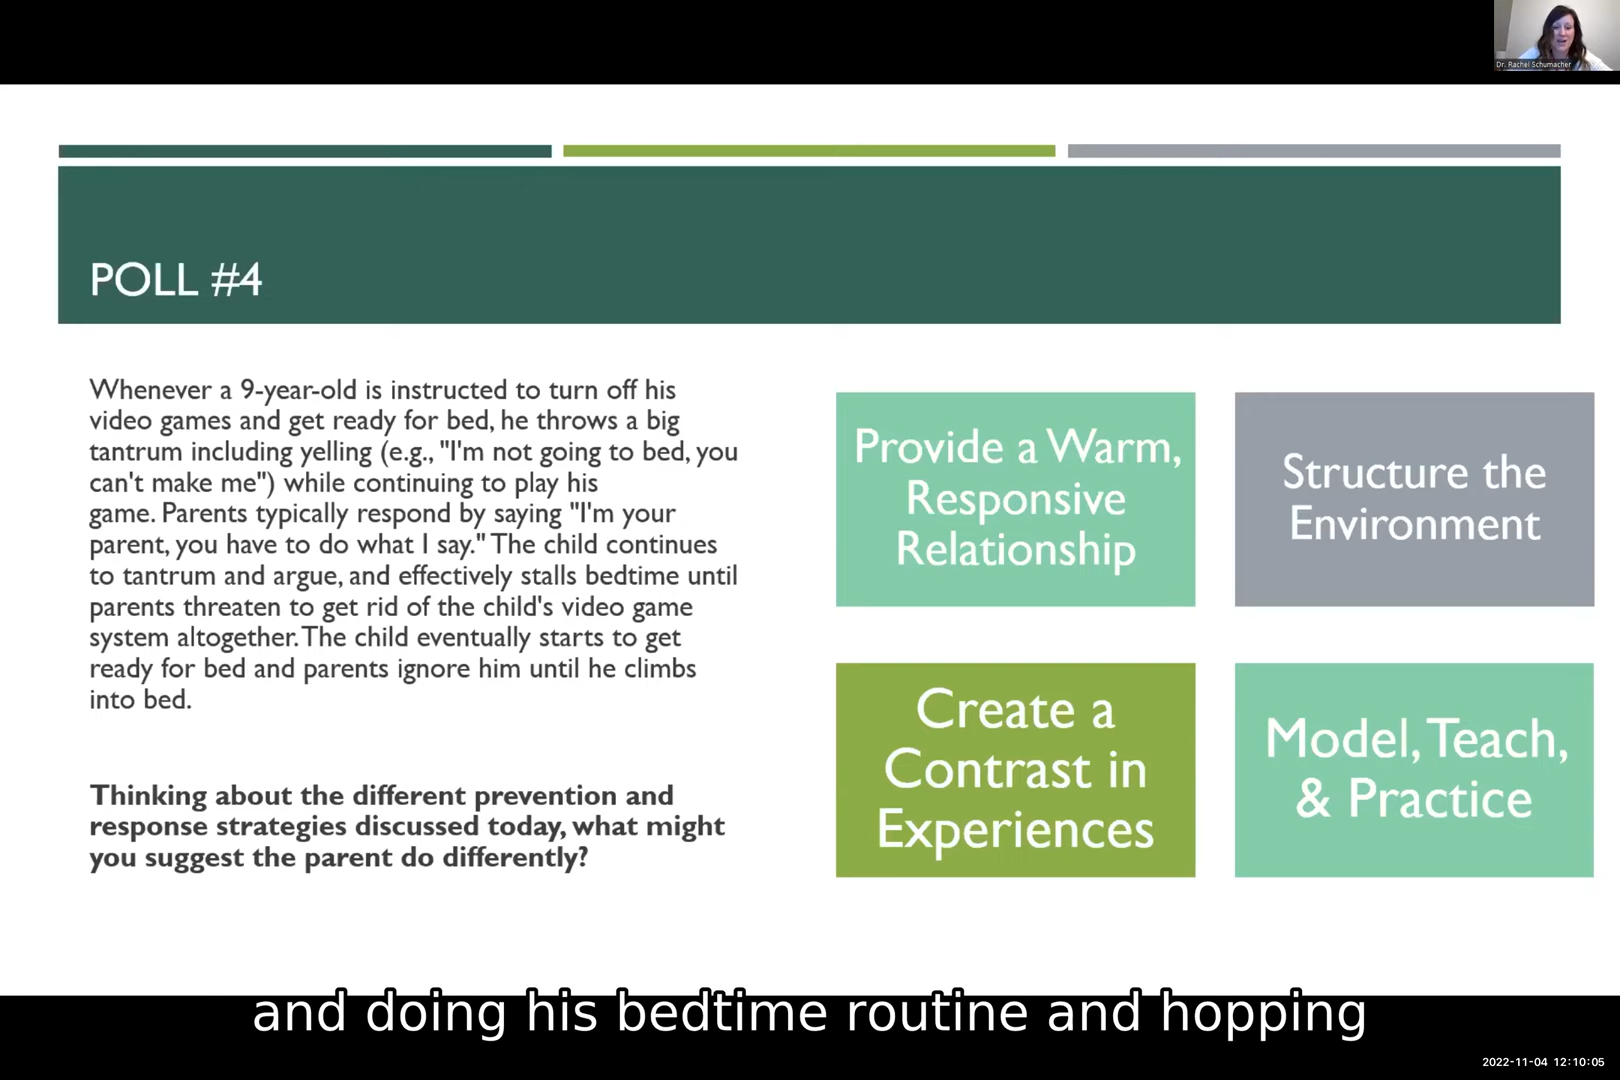 Dr. Rachel Schumacher
POLL #4
Whenever a 9-year-old is instructed to turn off his
video games and get ready for bed, he throws a big
tantrum including yelling (e.g., "I'm not going to bed, you
can't make me") while continuing to play his
game. Parents typically respond by saying "I'm your
parent, you have to do what I say." The child continues
to tantrum and argue, and effectively stalls bedtime until
parents threaten to get rid of the child's video game
system altogether. The child eventually starts to get
ready for bed and parents ignore him until he climbs
into bed.
Thinking about the different prevention and
response strategies discussed today, what might
you suggest the parent do differently?
Provide a Warm,
Responsive
Relationship
Structure the
Environment
Create a
Contrast in
Experiences
Model, Teach,
& Practice
and doing his bedtime routine and hopping
2022-11-04 12:10:05